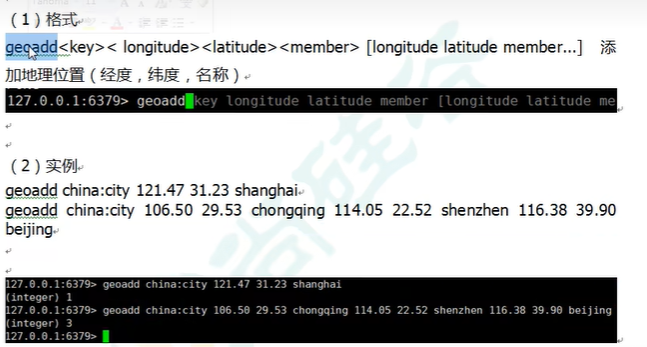 （1）格式
geoadd<key>< longitude><latitude><member> [longitude latitude member...] 添
加地理位置（经度，纬度，名称）
127.0.0.1:6379> geoadd key longitude latitude member [longitude latitude me
（2）实例
geoadd china:city 121.47 31.23 shanghai
geoadd china:city 106.50 29.53 chongqing 114.05 22.52 shenzhen 116.38 39.90
beijing
127.0.0.1:6379> geoadd china:city 121.47 31.23 shanghai
(integer) 1
127.0.0.1:6379> geoadd china:city 106.50 29.53 chongqing 114.05 22.52 shenzhen 116.38 39.90 beijing
(integer) 3
127.0.0.1:6379>
尚硅谷